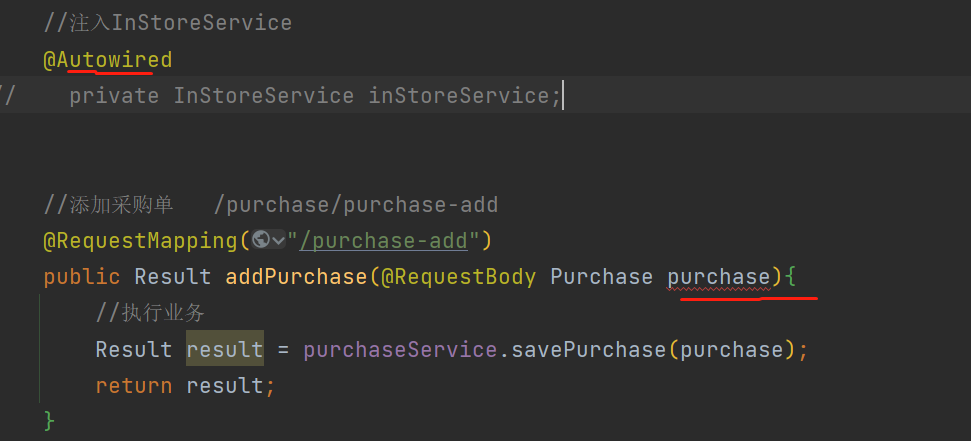 //注入InStoreService
@Autowired
// private InStoreService inStoreService;
//添加采购单 /purchase/purchase-add
@RequestMapping("/purchase-add")
public Result addPurchase(@RequestBody Purchase purchase){
//执行业务
Result result = purchaseService.savePurchase(purchase);
return result;
}